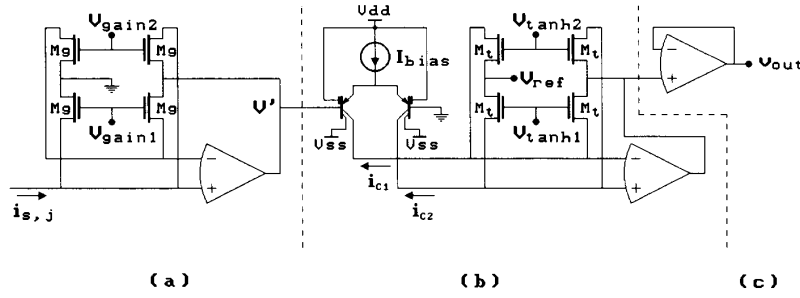 Vdd
Vgain2
Mg
Mg
Ibias
Vtanh2
Mt
Mt
- 
+
Vout
Vref
Mg
Mg
V'
Mt
Mt
Vgain1
Vss
Vss
Vtanh1
-
+
-
+
is,j
iC1
iC2
(a)
(b)
(c)